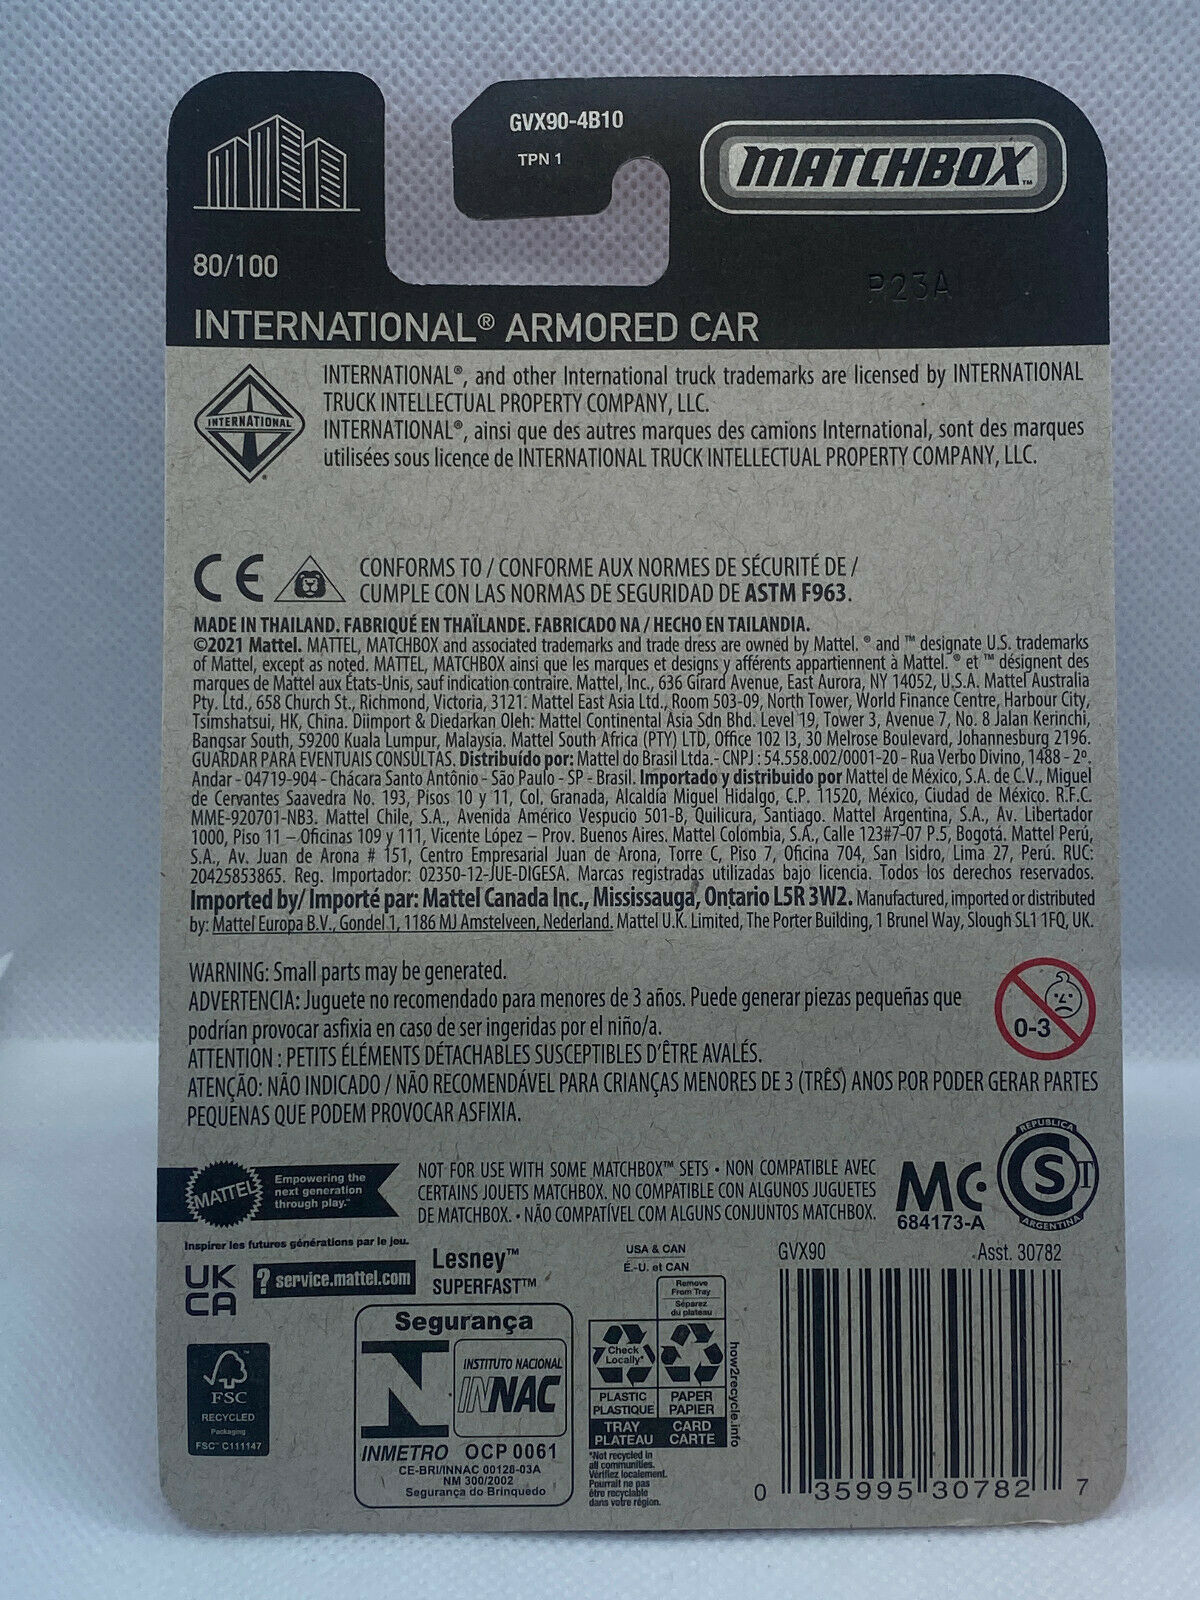 GVX90-4B10
TPN 1
MATCHBOX™
80/100
P23A
INTERNATIONAL® ARMORED CAR
INTERNATIONAL
INTERNATIONAL®, and other International truck trademarks are licensed by INTERNATIONAL
TRUCK INTELLECTUAL PROPERTY COMPANY, LLC.
INTERNATIONAL®, ainsi que des autres marques des camions International, sont des marques
utilisées sous licence de INTERNATIONAL TRUCK INTELLECTUAL PROPERTY COMPANY, LLC.
CE
CONFORMS TO / CONFORME AUX NORMES DE SÉCURITÉ DE /
CUMPLE CON LAS NORMAS DE SEGURIDAD DE ASTM F963.
MADE IN THAILAND. FABRIQUÉ EN THAÏLANDE. FABRICADO NA / HECHO EN TAILANDIA.
©2021 Mattel. MATTEL, MATCHBOX and associated trademarks and trade dress are owned by Mattel. ® and ™ designate U.S. trademarks
of Mattel, except as noted. MATTEL, MATCHBOX ainsi que les marques et designs y afférents appartiennent à Mattel. ® et ™ désignent des
marques de Mattel aux États-Unis, sauf indication contraire. Mattel, Inc., 636 Girard Avenue, East Aurora, NY 14052, U.S.A. Mattel Australia
Pty. Ltd., 658 Church St., Richmond, Victoria, 3121. Mattel East Asia Ltd., Room 503-09, North Tower, World Finance Centre, Harbour City,
Tsimshatsui, HK, China. Diimport & Diedarkan Oleh: Mattel Continental Asia Sdn Bhd. Level 19, Tower 3, Avenue 7, No. 8 Jalan Kerinchi,
Bangsar South, 59200 Kuala Lumpur, Malaysia. Mattel South Africa (PTY) LTD, Office 102 I3, 30 Melrose Boulevard, Johannesburg 2196.
GUARDAR PARA EVENTUAIS CONSULTAS. Distribuído por: Mattel do Brasil Ltda.- CNPJ : 54.558.002/0001-20 - Rua Verbo Divino, 1488 - 2º.
Andar - 04719-904 - Chácara Santo Antônio - São Paulo - SP - Brasil. Importado y distribuido por Mattel de México, S.A. de C.V., Miguel
de Cervantes Saavedra No. 193, Pisos 10 y 11, Col. Granada, Alcaldía Miguel Hidalgo, C.P. 11520, México, Ciudad de México. R.F.C.
MME-920701-NB3. Mattel Chile, S.A., Avenida Américo Vespucio 501-B, Quilicura, Santiago. Mattel Argentina, S.A., Av. Libertador
1000, Piso 11 – Oficinas 109 y 111, Vicente López – Prov. Buenos Aires. Mattel Colombia, S.A., Calle 123#7-07 P.5, Bogotá. Mattel Perú,
S.A., Av. Juan de Arona # 151, Centro Empresarial Juan de Arona, Torre C, Piso 7, Oficina 704, San Isidro, Lima 27, Perú. RUC:
20425853865. Reg. Importador: 02350-12-JUE-DIGESA. Marcas registradas utilizadas bajo licencia. Todos los derechos reservados.
Imported by/ Importé par: Mattel Canada Inc., Mississauga, Ontario L5R 3W2. Manufactured, imported or distributed
by: Mattel Europa B.V., Gondel 1, 1186 MJ Amstelveen, Nederland. Mattel U.K. Limited, The Porter Building, 1 Brunel Way, Slough SL1 1FQ, UK.
WARNING: Small parts may be generated.
ADVERTENCIA: Juguete no recomendado para menores de 3 años. Puede generar piezas pequeñas que
podrían provocar asfixia en caso de ser ingeridas por el niño/a.
ATTENTION : PETITS ÉLÉMENTS DÉTACHABLES SUSCEPTIBLES D'ÊTRE AVALÉS.
ATENÇÃO: NÃO INDICADO / NÃO RECOMENDÁVEL PARA CRIANÇAS MENORES DE 3 (TRÊS) ANOS POR PODER GERAR PARTES
PEQUENAS QUE PODEM PROVOCAR ASFIXIA.
0-3
MATTEL
Empowering the
next generation
through play.™
Inspirer les futures générations par le jeu.
NOT FOR USE WITH SOME MATCHBOX™ SETS • NON COMPATIBLE AVEC
CERTAINS JOUETS MATCHBOX. NO COMPATIBLE CON ALGUNOS JUGUETES
DE MATCHBOX. • NÃO COMPATÍVEL COM ALGUNS CONJUNTOS MATCHBOX.
MC
684173-A
REPUBLICA
S T
ARGENTINA
UK
CA
? service.mattel.com
Lesney™
SUPERFAST™
FSC
RECYCLED
Packaging
FSC™ C111147
Segurança
INSTITUTO NACIONAL
INNAC
INMETRO OCP 0061
CE-BRI/INNAC 00128-03A
NM 300/2002
Segurança do Brinquedo
USA & CAN
É.-U. et CAN
Remove
From Tray
Séparez
du plateau
Check
Locally*
PLASTIC
PLASTIQUE
TRAY
PLATEAU
PAPER
PAPIER
CARD
CARTE
how2recycle.info
*Not recycled in
all communities.
Vérifiez localement.
Pourrait ne pas
être recyclable
dans votre région.
GVX90
Asst. 30782
0 35995 30782 7